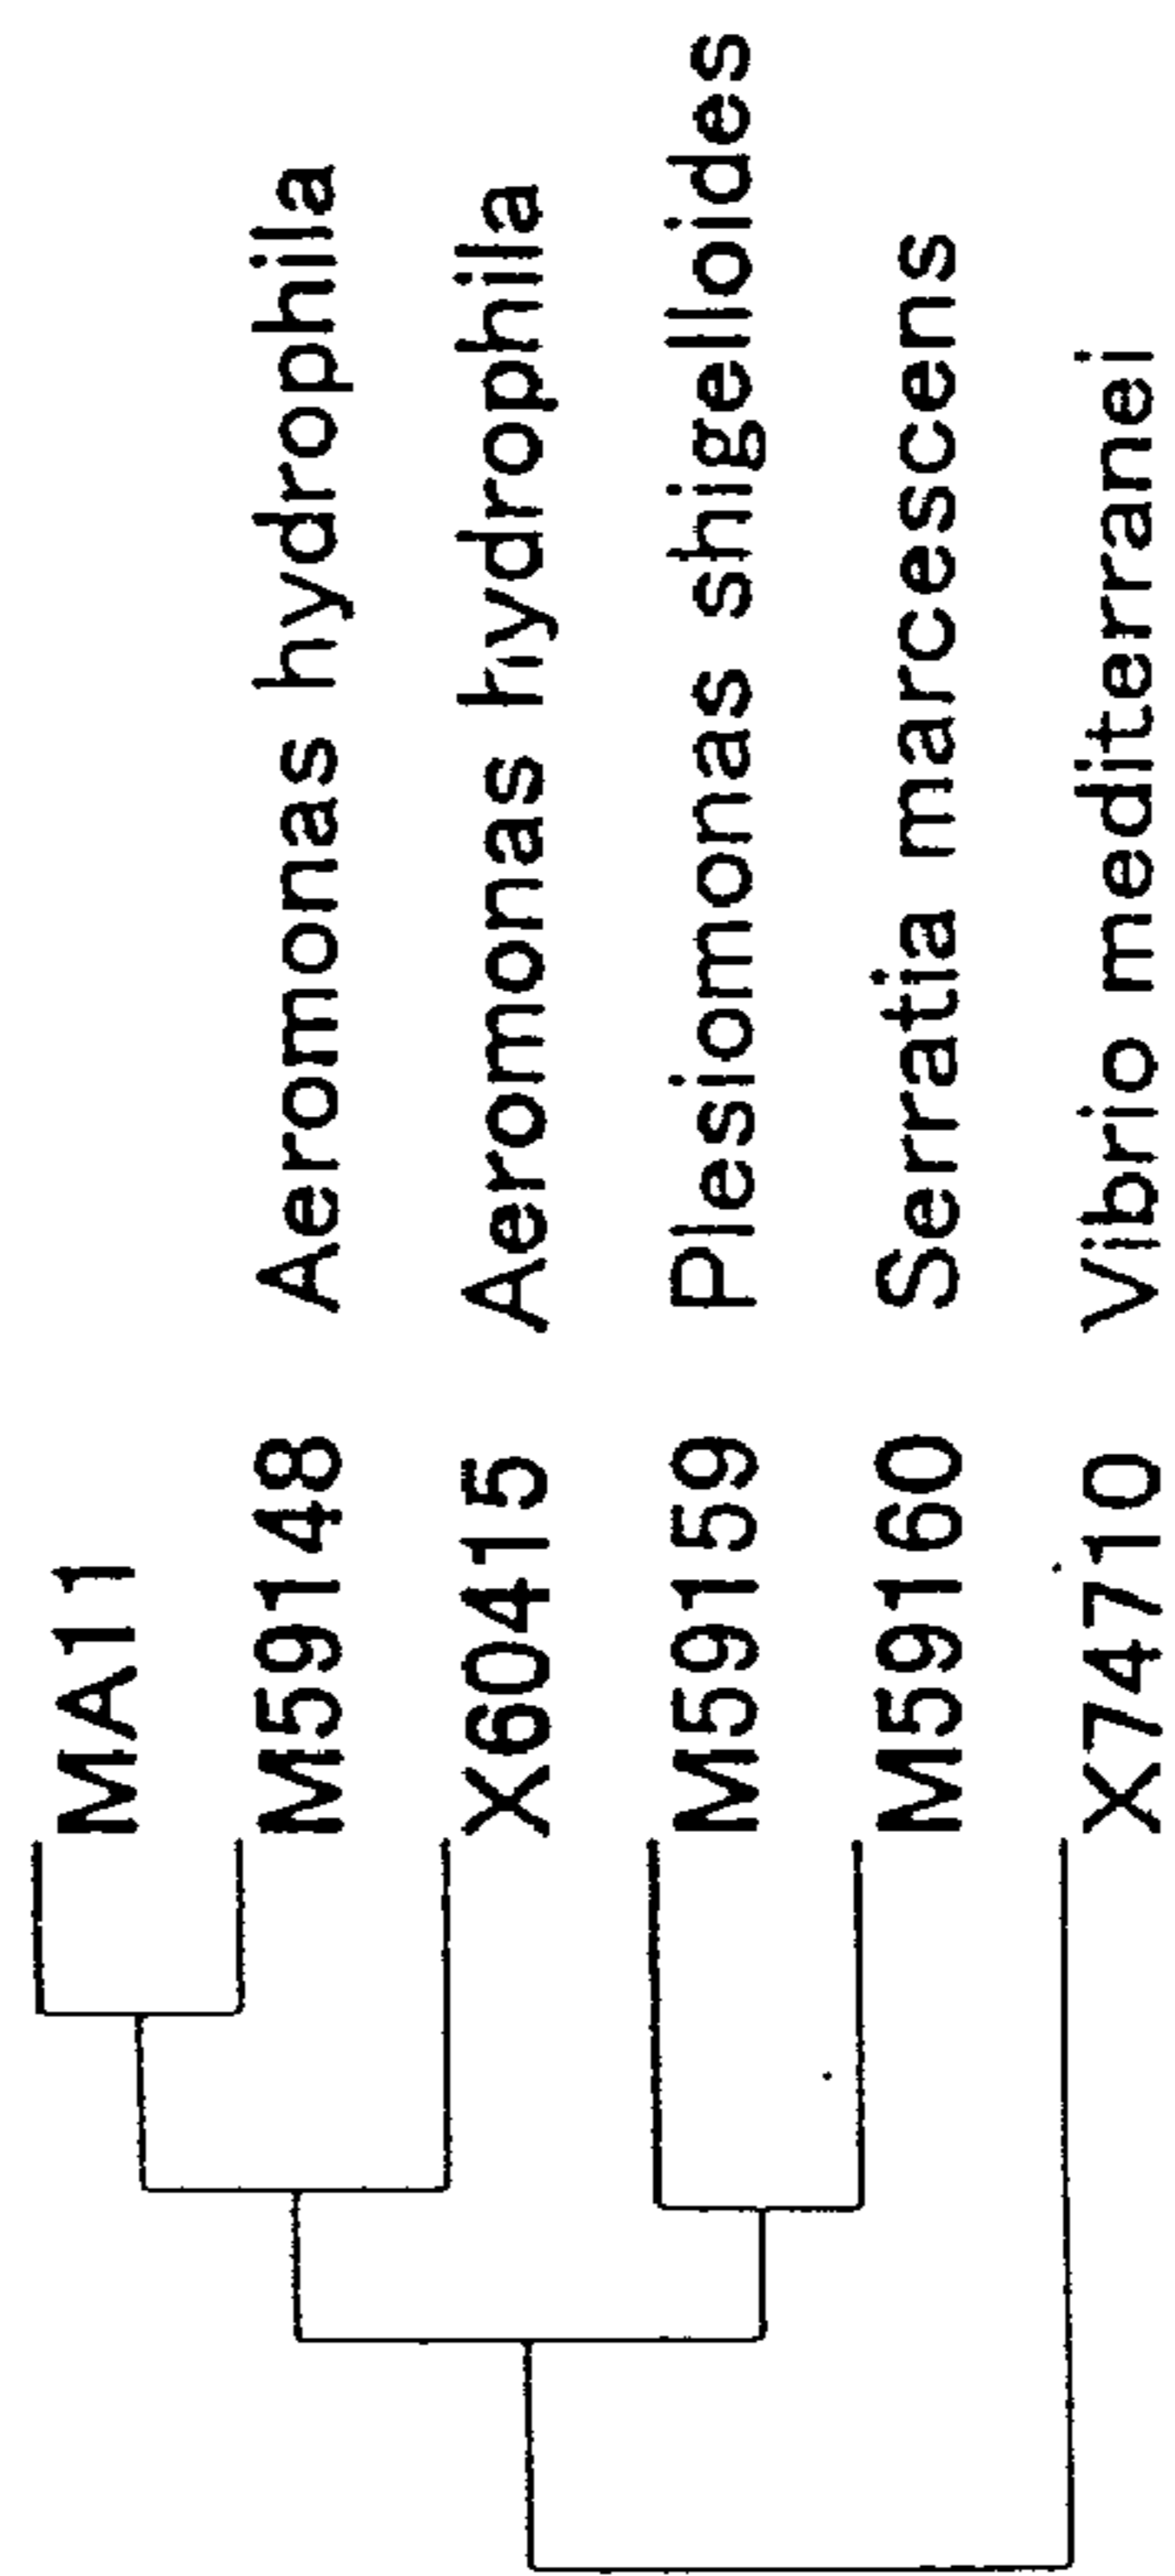 MA11
M59148 Aeromonas hydrophila
X60415 Aeromonas hydrophila
M59159 Plesiomonas shigelloides
M59160 Serratia marcescens
X74710 Vibrio mediterranei